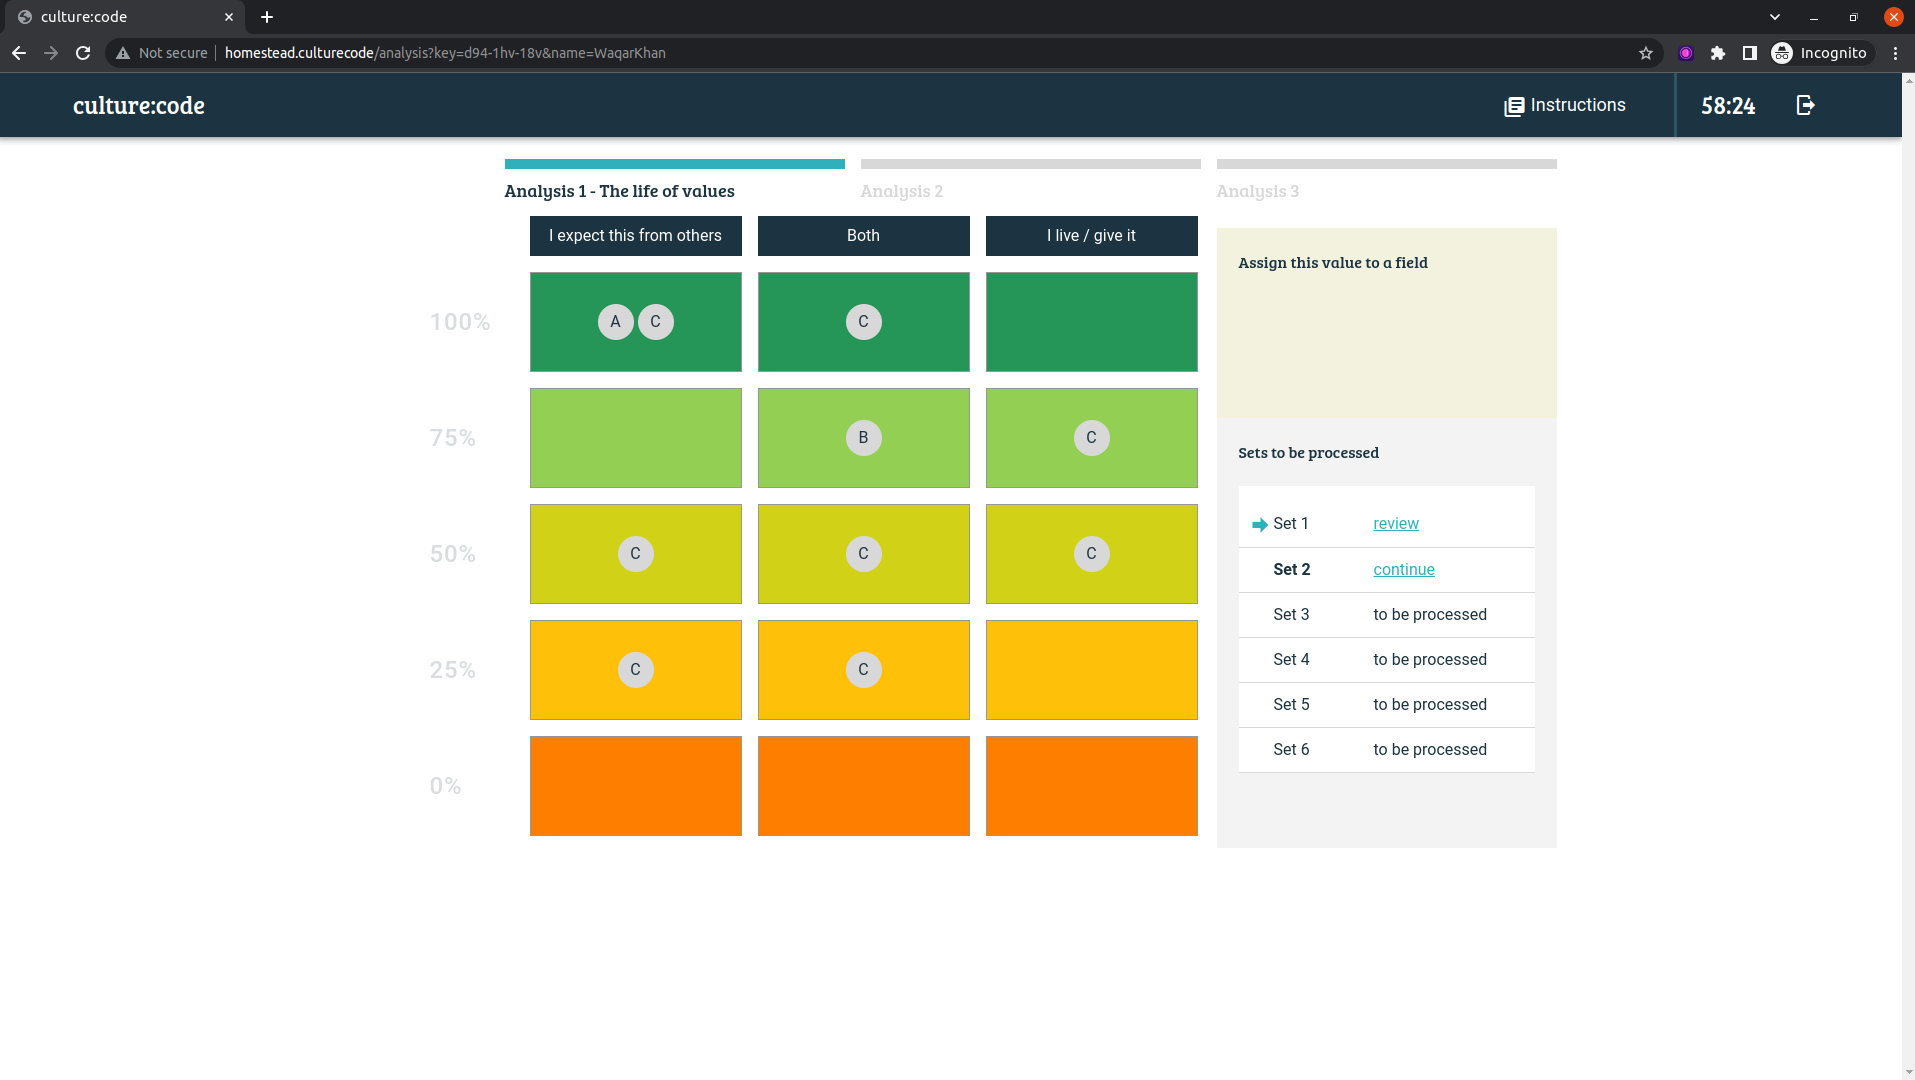 culture:code
Not secure
homestead.culturecode/analysis?key=d94-1hv-18v&name=WaqarKhan
Incognito
culture:code
Instructions
58:24
Analysis 1 - The life of values
Analysis 2
Analysis 3
I expect this from others
Both
I live / give it
Assign this value to a field
100%
A C
C
75%
B
C
Sets to be processed
Set 1 review
Set 2 continue
Set 3 to be processed
Set 4 to be processed
Set 5 to be processed
Set 6 to be processed
50%
C
C
C
25%
C
C
0%